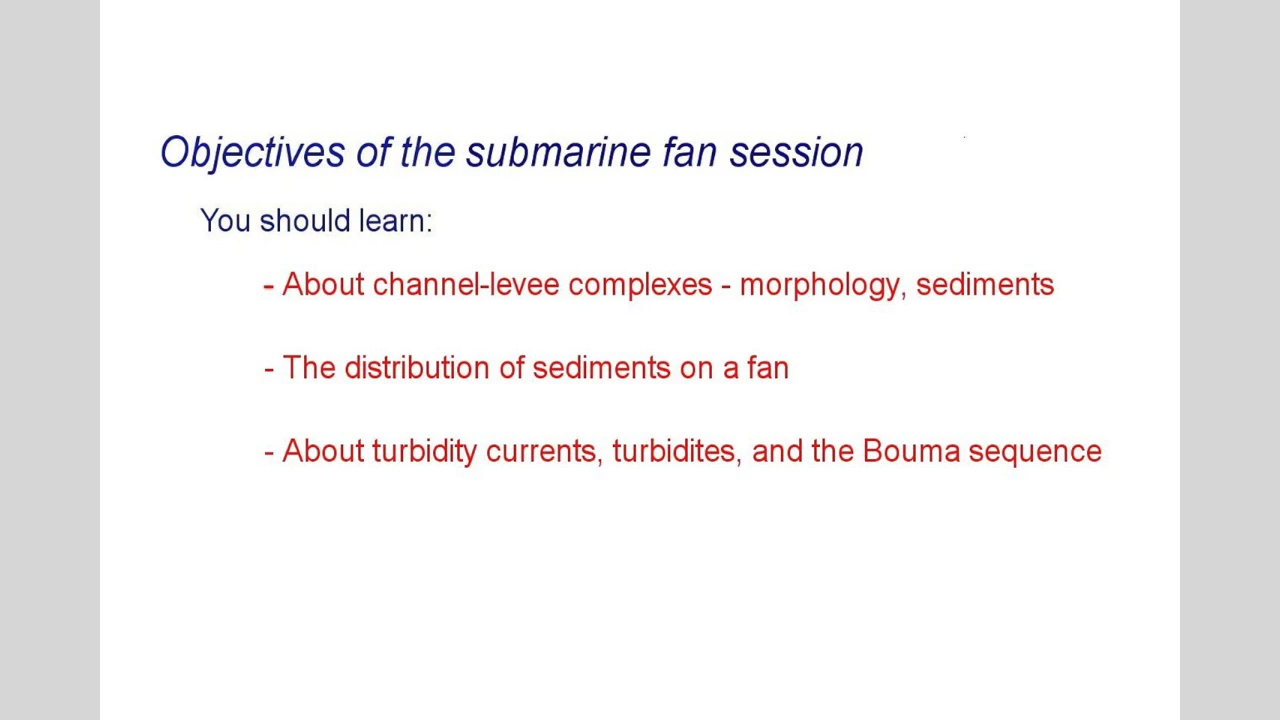 Objectives of the submarine fan session
You should learn:
- About channel-levee complexes - morphology, sediments
- The distribution of sediments on a fan
- About turbidity currents, turbidites, and the Bouma sequence